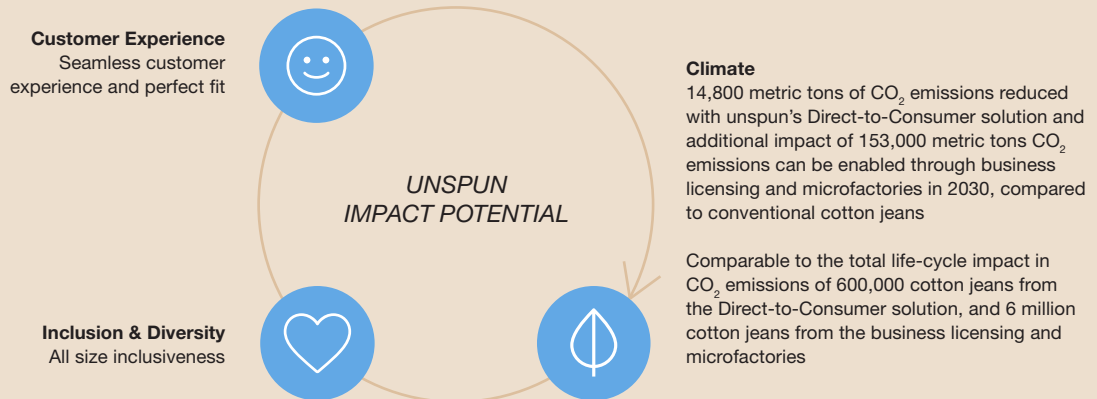 Customer Experience
Seamless customer
experience and perfect fit
UNSPUN
IMPACT POTENTIAL
Climate
14,800 metric tons of CO₂ emissions reduced
with unspun’s Direct-to-Consumer solution and
additional impact of 153,000 metric tons CO₂
emissions can be enabled through business
licensing and microfactories in 2030, compared
to conventional cotton jeans
Comparable to the total life-cycle impact in
CO₂ emissions of 600,000 cotton jeans from
the Direct-to-Consumer solution, and 6 million
cotton jeans from the business licensing and
microfactories
Inclusion & Diversity
All size inclusiveness